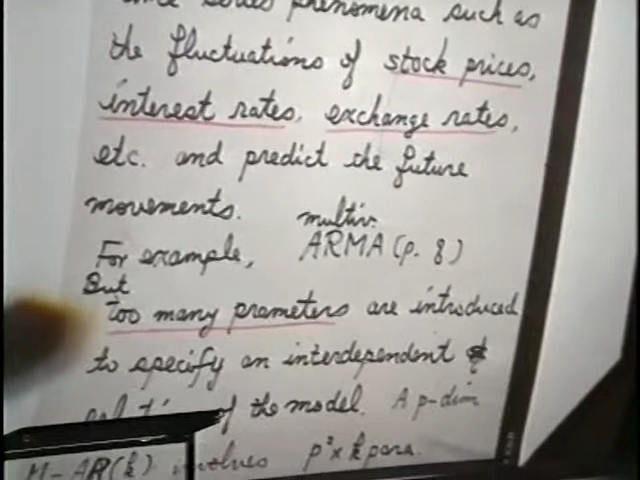 time series phenomena such as
the fluctuations of stock prices,
interest rates, exchange rates,
etc. and predict the future
movements. multiv.
For example, ARMA(p. q)
But
too many prameters are introduced
to specify an interdependent
of the model. A p-dim
M-AR(k) involves p²×k para.